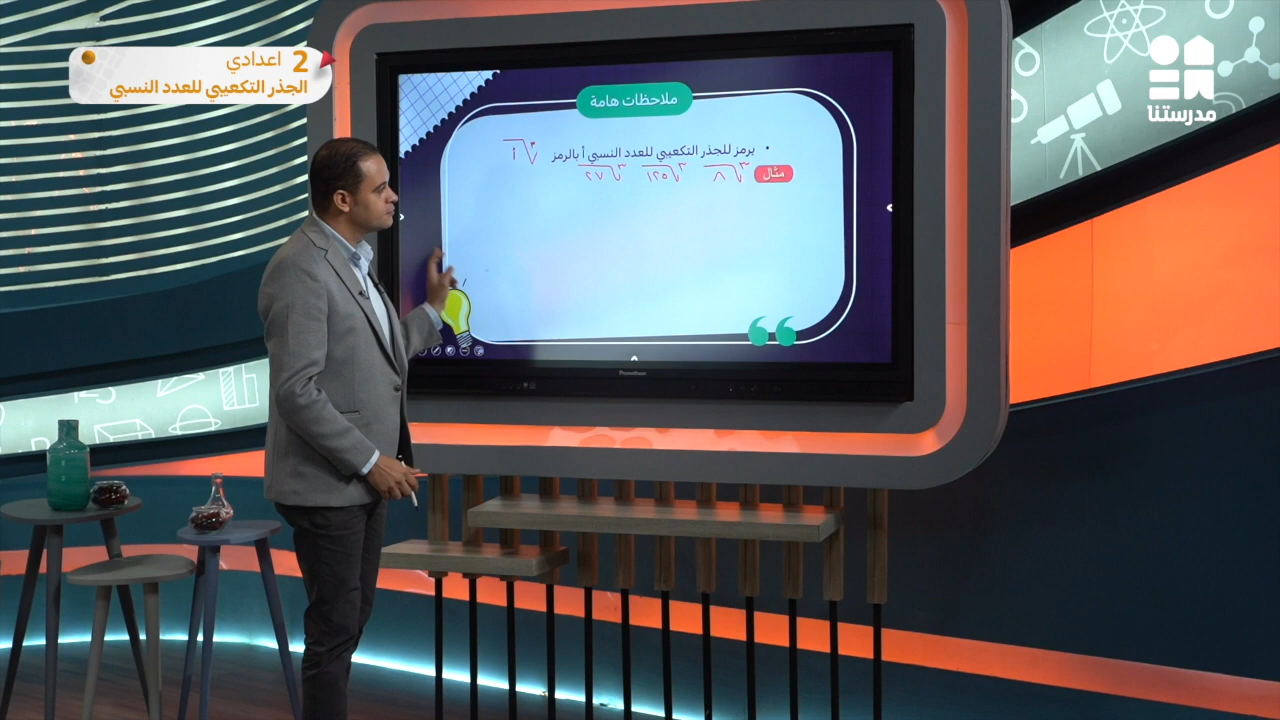 2 اعدادي
الجذر التكعيبي للعدد النسبي
مدرستنا
ملاحظات هامة
• يرمز للجذر التكعيبي للعدد النسبي أ بالرمز ∛أ
مثال ∛٨ ∛١٢٥ ∛٢٧
Promethean